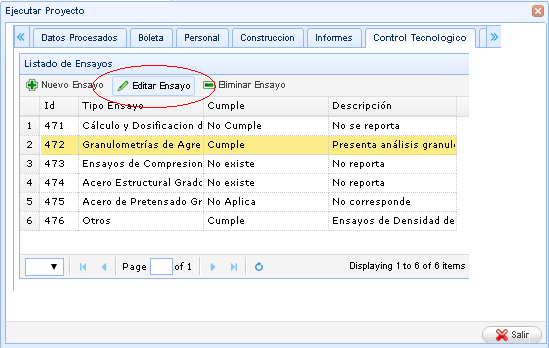 Ejecutar Proyecto
Datos Procesados Boleta Personal Construccion Informes Control Tecnologico
Listado de Ensayos
Nuevo Ensayo Editar Ensayo Eliminar Ensayo
Id Tipo Ensayo Cumple Descripción
1 471 Cálculo y Dosificacion d No Cumple No se reporta
2 472 Granulometrías de Agre Cumple Presenta análisis granul
3 473 Ensayos de Compresion No existe No reporta
4 474 Acero Estructural Grado No existe No reporta
5 475 Acero de Pretensado Gr No Aplica No corresponde
6 476 Otros Cumple Ensayos de Densidad de
Page of 1 Displaying 1 to 6 of 6 items
Salir